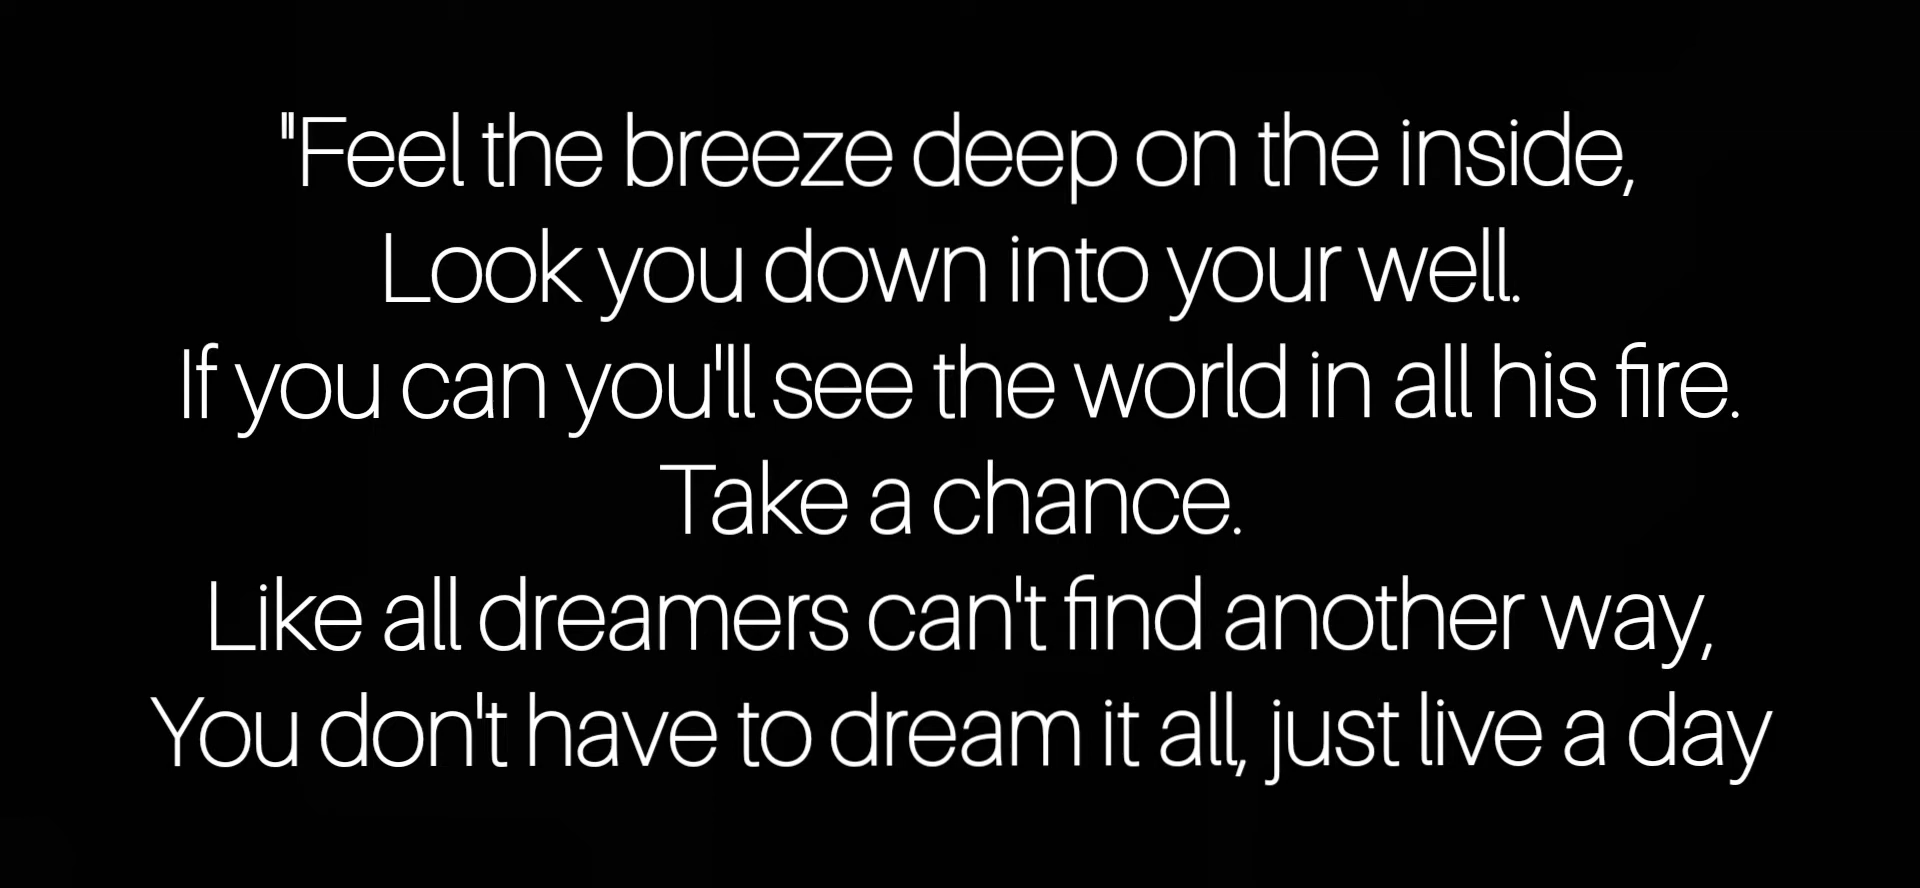 "Feel the breeze deep on the inside,
Look you down into your well.
If you can you'll see the world in all his fire.
Take a chance.
Like all dreamers can't find another way,
You don't have to dream it all, just live a day